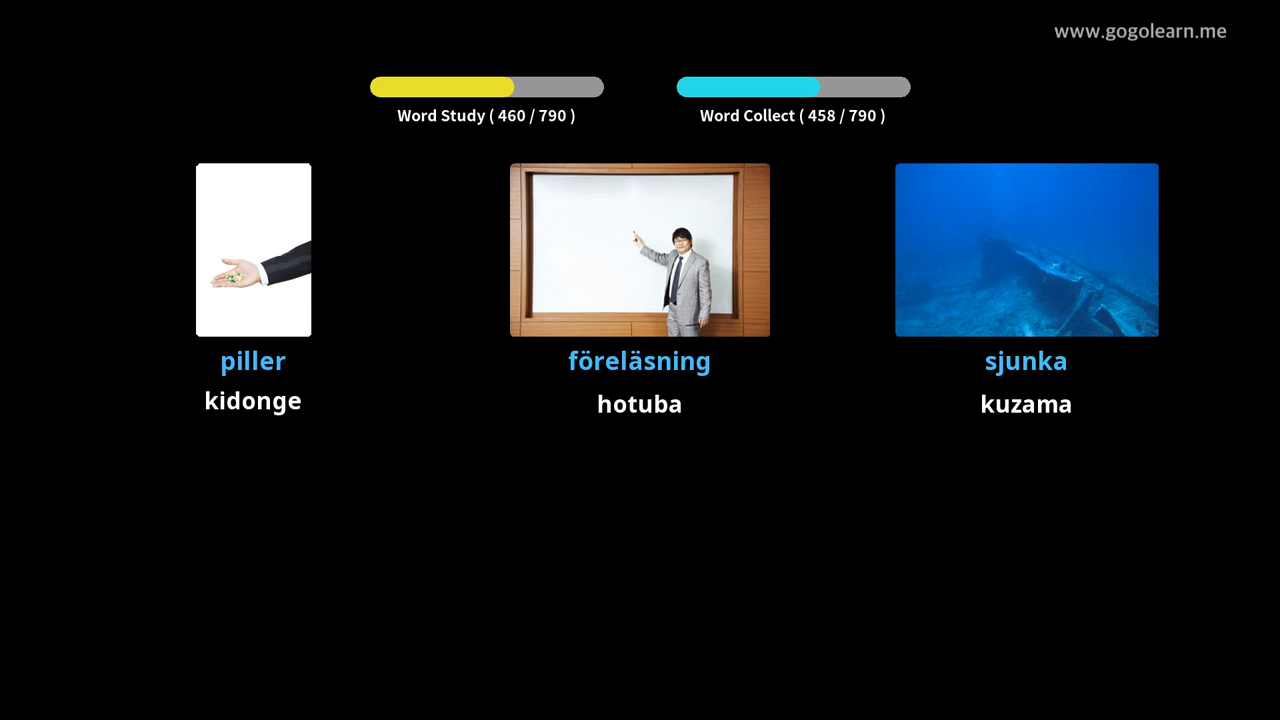 www.gogolearn.me
Word Study ( 460 / 790 )
Word Collect ( 458 / 790 )
piller
kidonge
föreläsning
hotuba
sjunka
kuzama